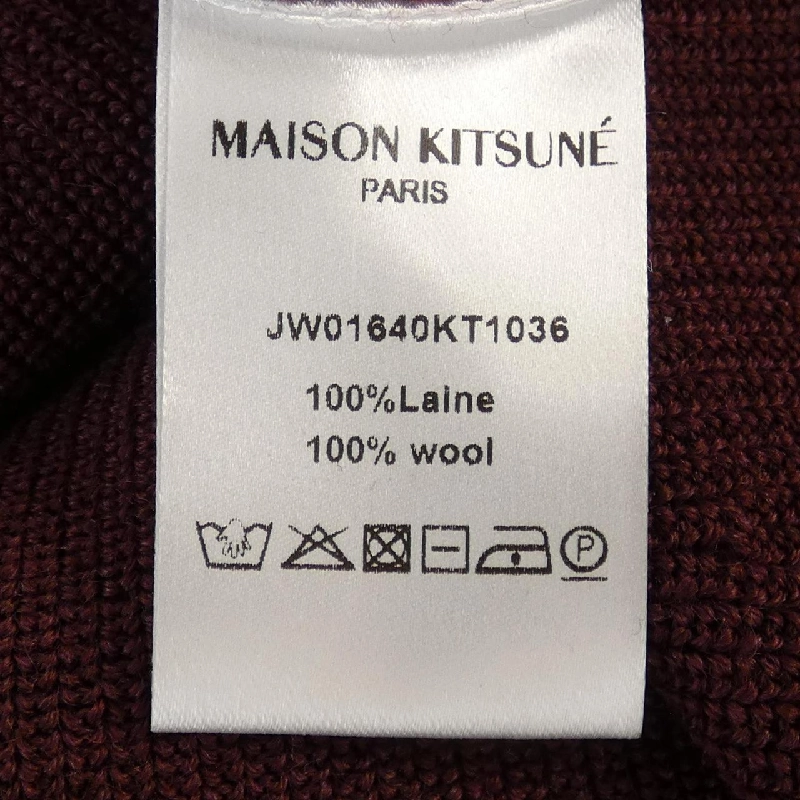 MAISON KITSUNÉ
PARIS
JW01640KT1036
100%Laine
100% wool
P